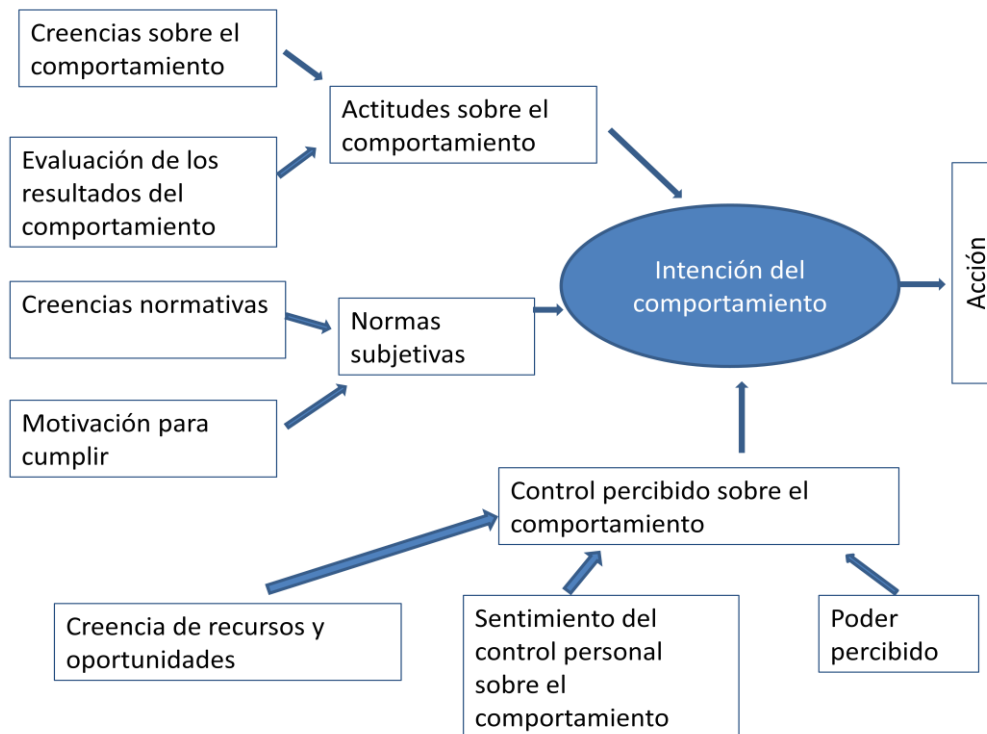 Creencias sobre el
comportamiento
Actitudes sobre el
comportamiento
Evaluación de los
resultados del
comportamiento
Intención del
comportamiento
Acción
Creencias normativas
Normas
subjetivas
Motivación para
cumplir
Control percibido sobre el
comportamiento
Creencia de recursos y
oportunidades
Sentimiento del
control personal
sobre el
comportamiento
Poder
percibido